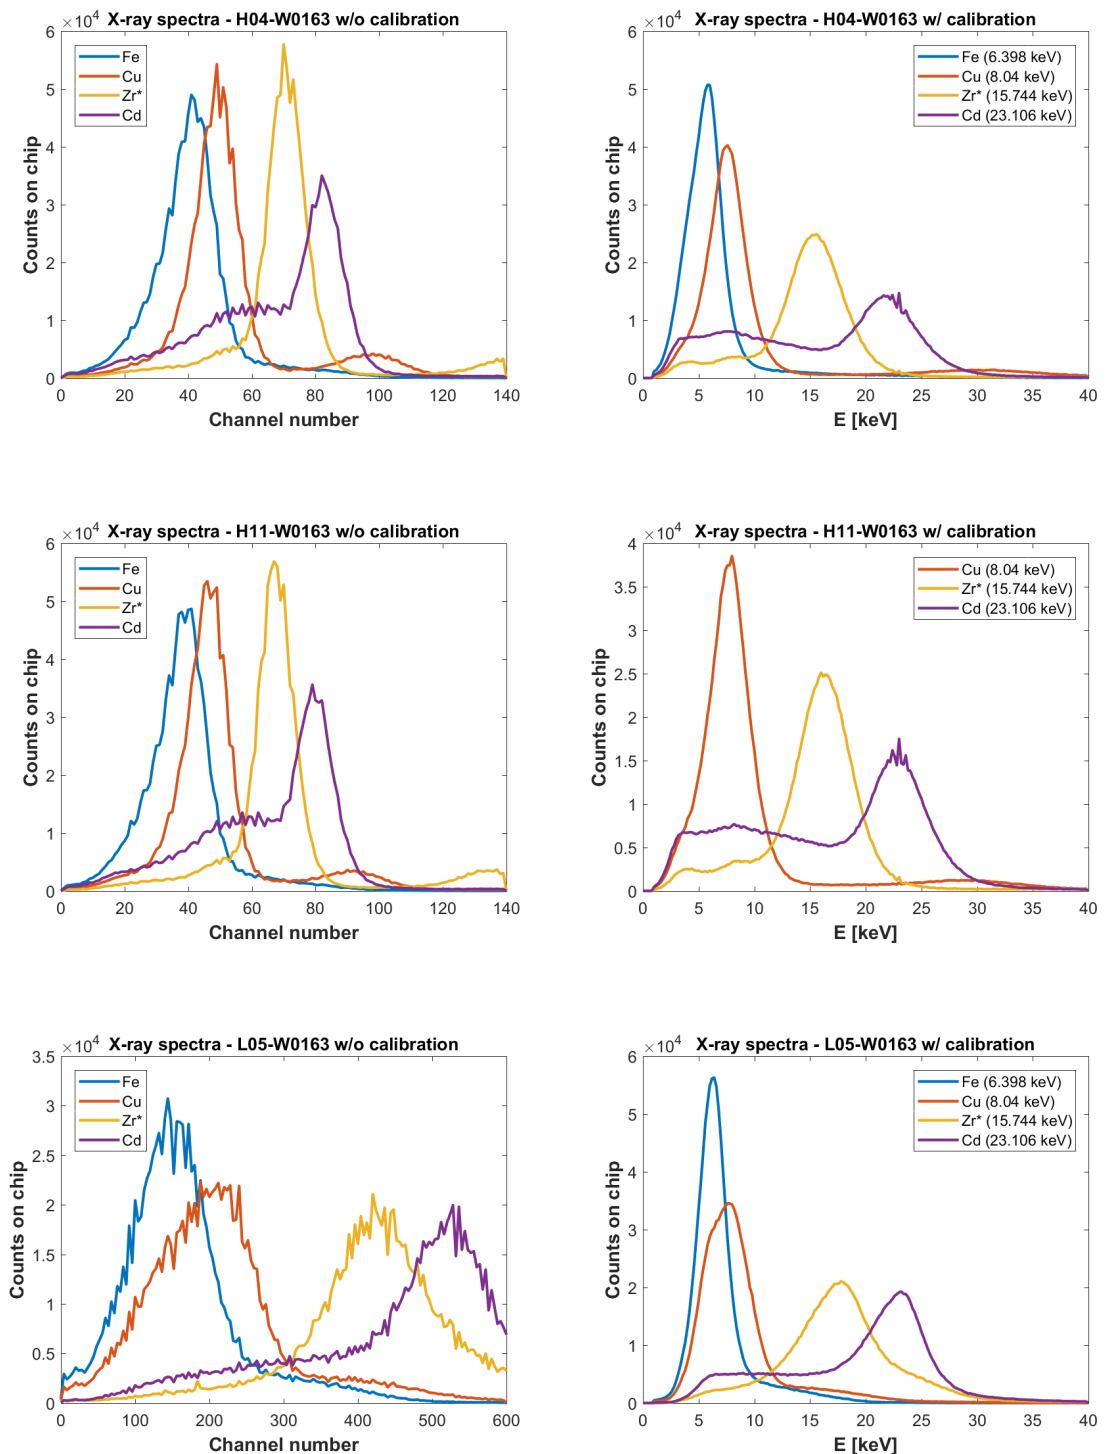 X-ray spectra - H04-W0163 w/o calibration
×10^4
6
5
4
3
2
1
0
Counts on chip
Fe
Cu
Zr*
Cd
0 20 40 60 80 100 120 140
Channel number
X-ray spectra - H04-W0163 w/ calibration
×10^4
6
5
4
3
2
1
0
Counts on chip
Fe (6.398 keV)
Cu (8.04 keV)
Zr* (15.744 keV)
Cd (23.106 keV)
0 5 10 15 20 25 30 35 40
E [keV]
X-ray spectra - H11-W0163 w/o calibration
×10^4
6
5
4
3
2
1
0
Counts on chip
Fe
Cu
Zr*
Cd
0 20 40 60 80 100 120 140
Channel number
X-ray spectra - H11-W0163 w/ calibration
×10^4
4
3.5
3
2.5
2
1.5
1
0.5
0
Counts on chip
Cu (8.04 keV)
Zr* (15.744 keV)
Cd (23.106 keV)
0 5 10 15 20 25 30 35 40
E [keV]
X-ray spectra - L05-W0163 w/o calibration
×10^4
3.5
3
2.5
2
1.5
1
0.5
0
Counts on chip
Fe
Cu
Zr*
Cd
0 100 200 300 400 500 600
Channel number
X-ray spectra - L05-W0163 w/ calibration
×10^4
6
5
4
3
2
1
0
Counts on chip
Fe (6.398 keV)
Cu (8.04 keV)
Zr* (15.744 keV)
Cd (23.106 keV)
0 5 10 15 20 25 30 35 40
E [keV]